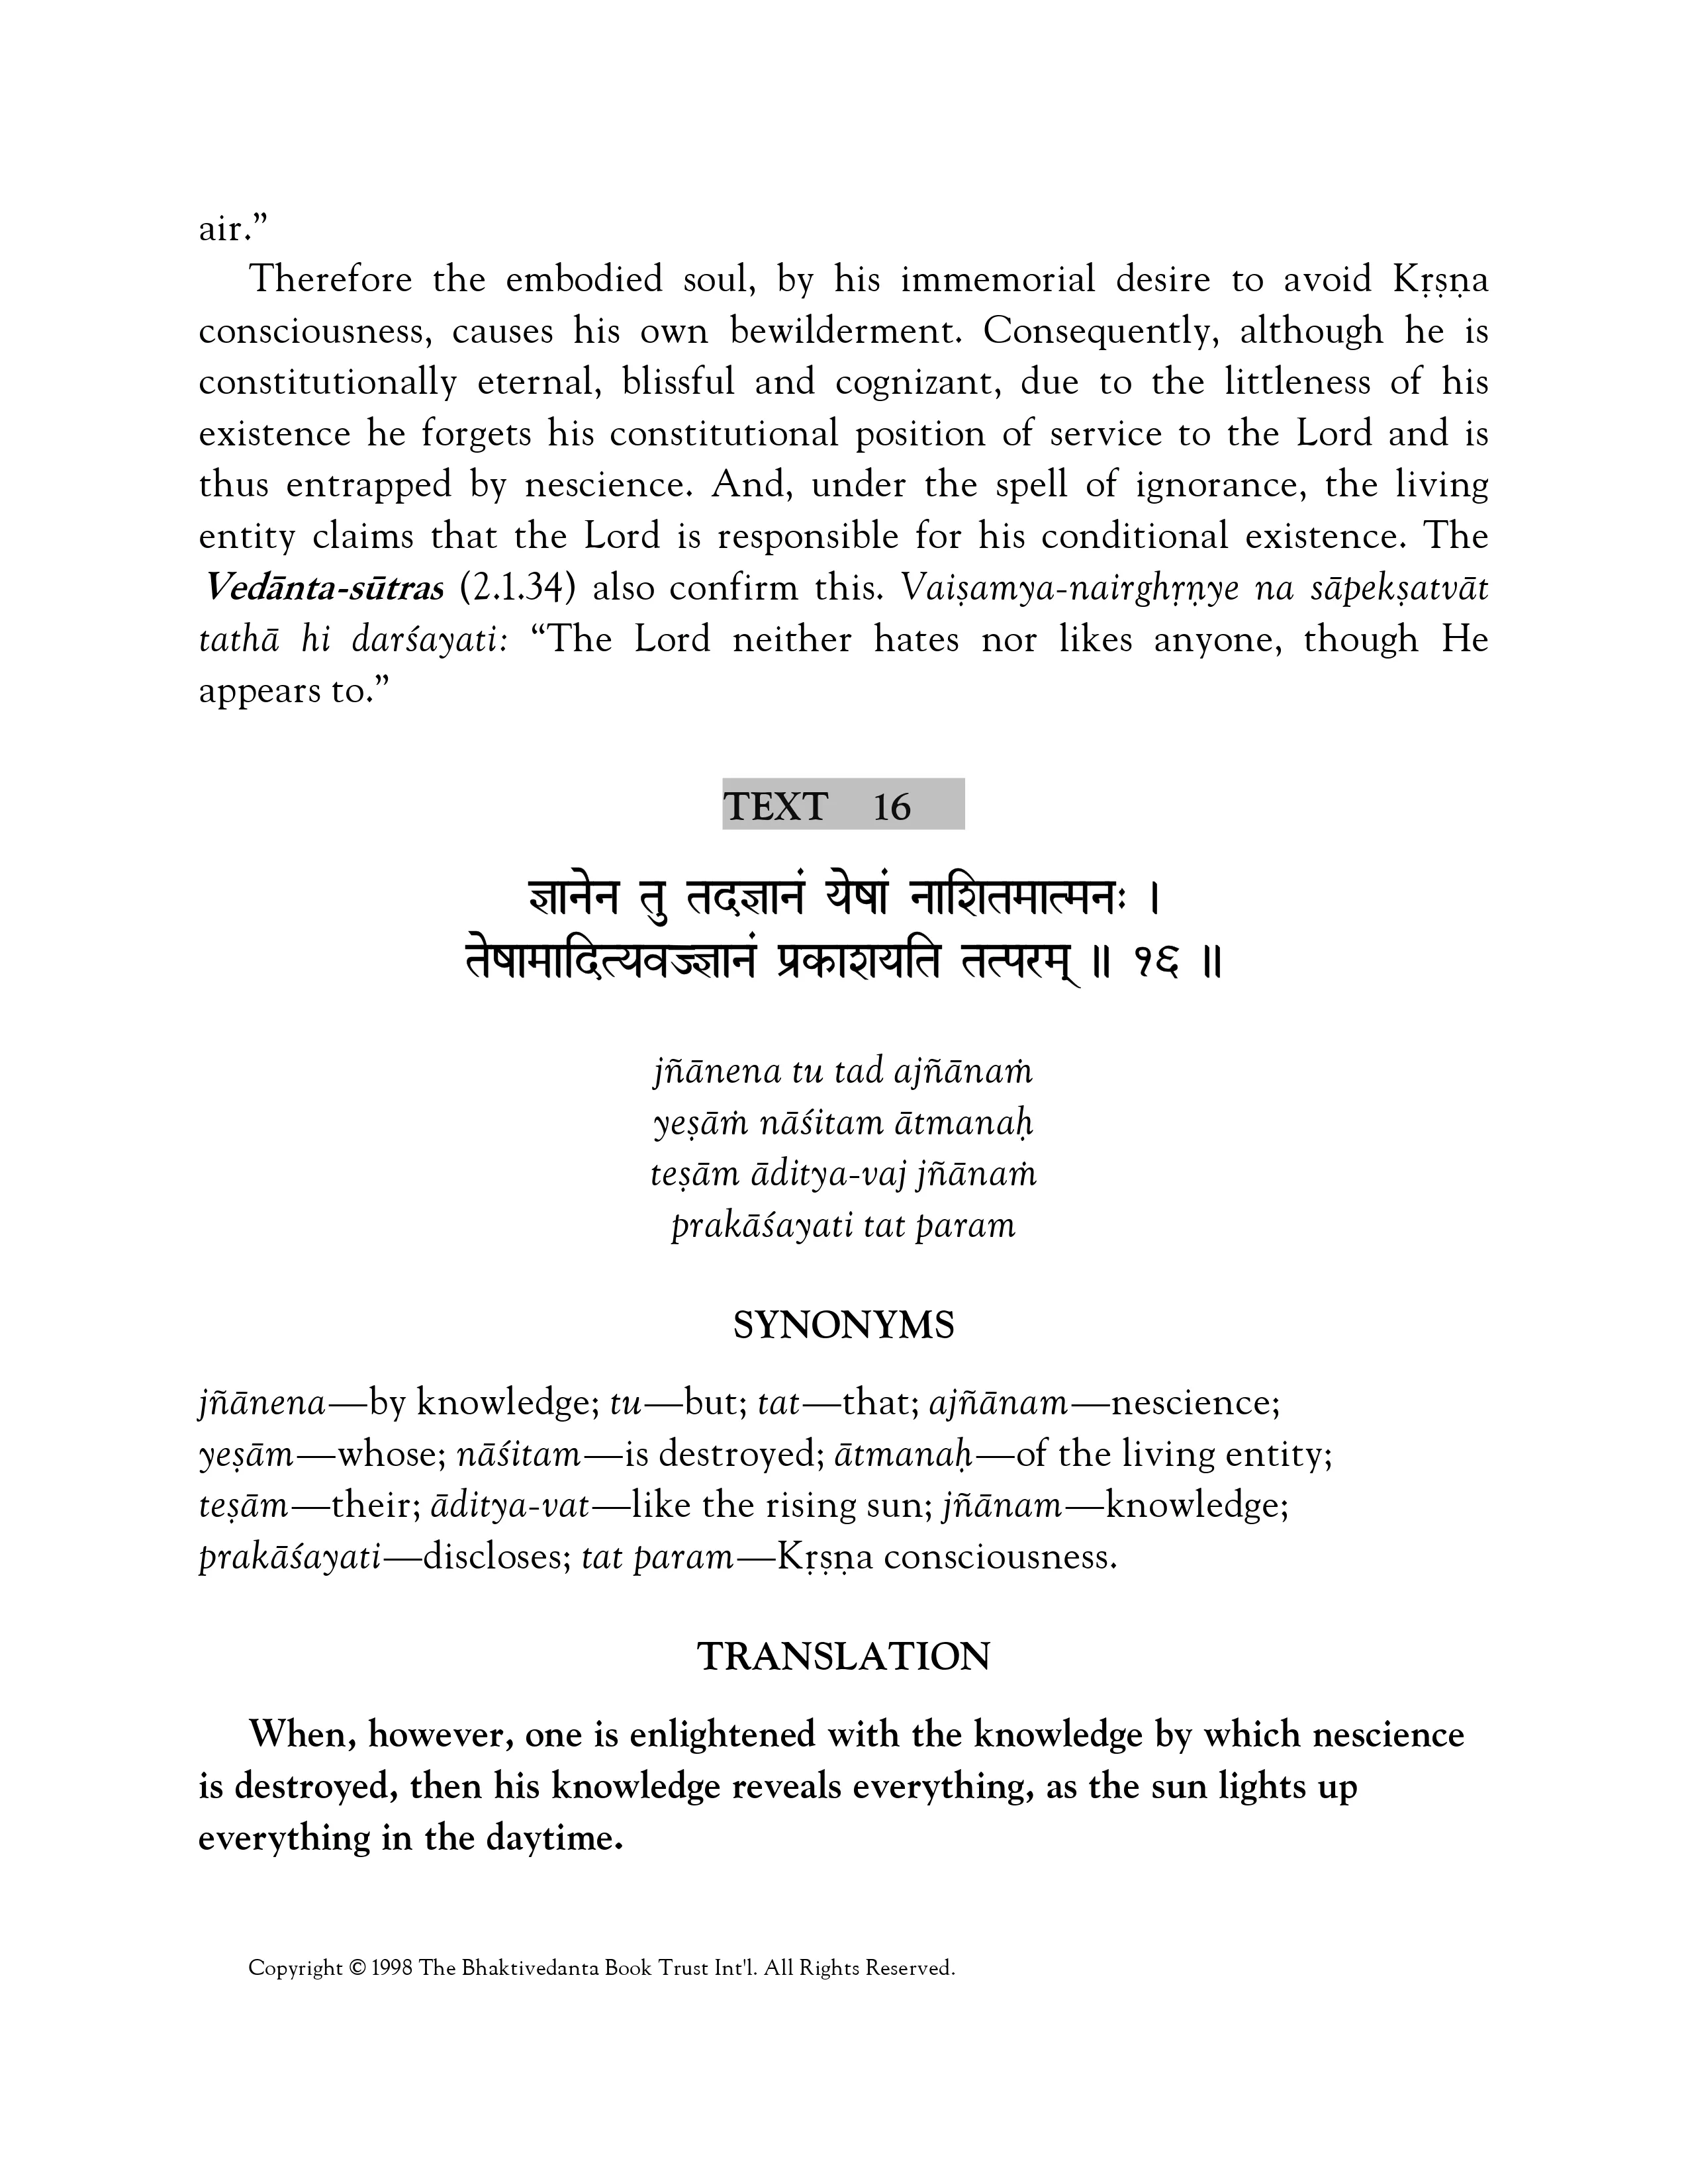 air.”
Therefore the embodied soul, by his immemorial desire to avoid Kṛṣṇa
consciousness, causes his own bewilderment. Consequently, although he is
constitutionally eternal, blissful and cognizant, due to the littleness of his
existence he forgets his constitutional position of service to the Lord and is
thus entrapped by nescience. And, under the spell of ignorance, the living
entity claims that the Lord is responsible for his conditional existence. The
Vedānta-sūtras (2.1.34) also confirm this. Vaiṣamya-nairghṛṇye na sāpekṣatvāt
tathā hi darśayati: “The Lord neither hates nor likes anyone, though He
appears to.”
TEXT 16
ज्ञानेन तु तदज्ञानं येषां नाशितमात्मनः ।
तेषामादित्यवज्ज्ञानं प्रकाशयति तत्परम् ॥ १६ ॥
jñānena tu tad ajñānaṁ
yeṣāṁ nāśitam ātmanaḥ
teṣām āditya-vaj jñānaṁ
prakāśayati tat param
SYNONYMS
jñānena—by knowledge; tu—but; tat—that; ajñānam—nescience;
yeṣām—whose; nāśitam—is destroyed; ātmanaḥ—of the living entity;
teṣām—their; āditya-vat—like the rising sun; jñānam—knowledge;
prakāśayati—discloses; tat param—Kṛṣṇa consciousness.
TRANSLATION
When, however, one is enlightened with the knowledge by which nescience
is destroyed, then his knowledge reveals everything, as the sun lights up
everything in the daytime.
Copyright © 1998 The Bhaktivedanta Book Trust Int'l. All Rights Reserved.